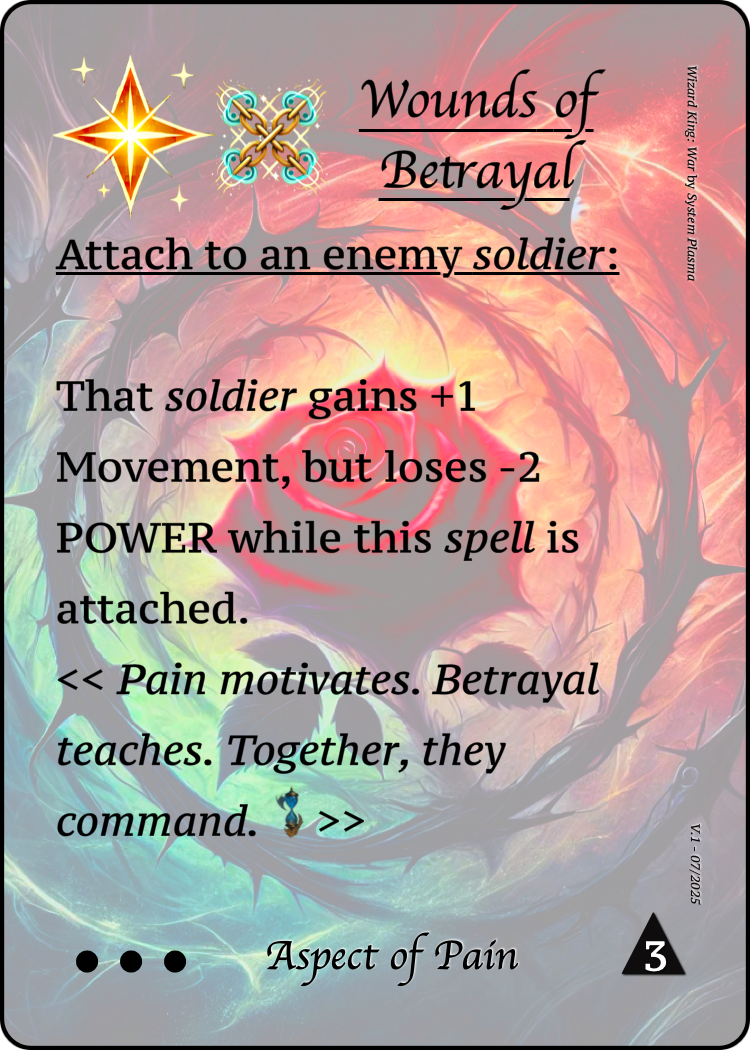 Wounds of
Betrayal
Attach to an enemy soldier:
That soldier gains +1
Movement, but loses -2
POWER while this spell is
attached.
<< Pain motivates. Betrayal
teaches. Together, they
command. >>
Aspect of Pain
3
Wizard King: War by System Plasma
V.1 - 07/2025